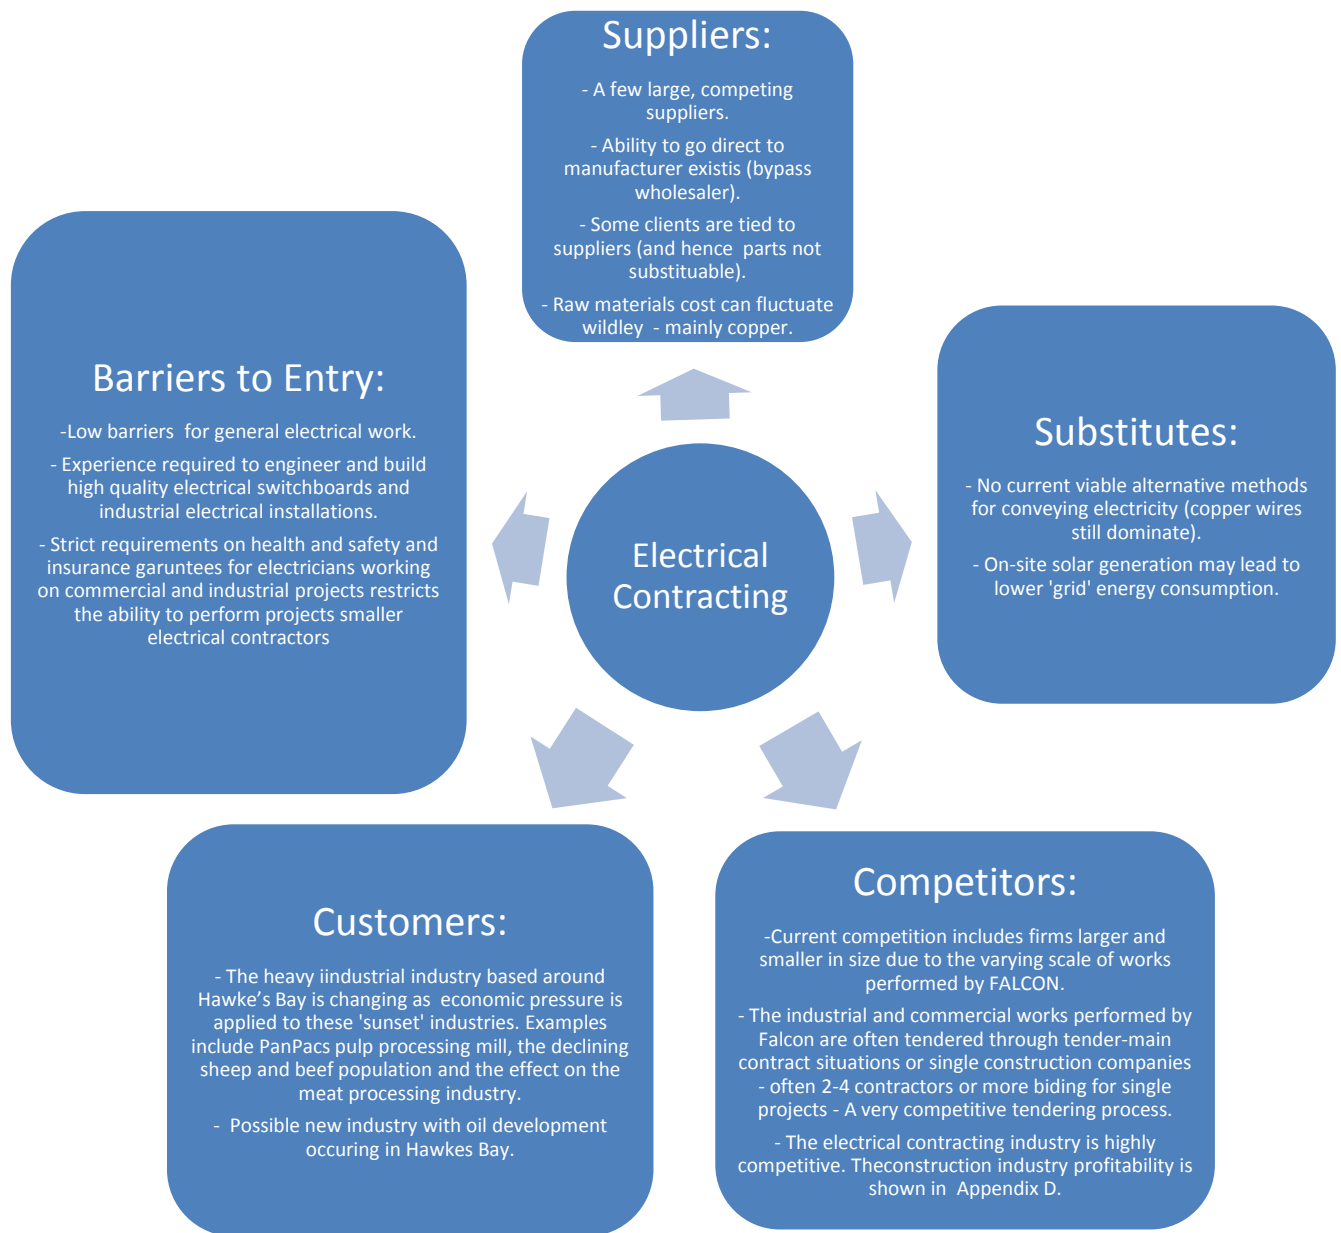 Suppliers:
- A few large, competing
suppliers.
- Ability to go direct to
manufacturer existis (bypass
wholesaler).
- Some clients are tied to
suppliers (and hence parts not
substituable).
- Raw materials cost can fluctuate
wildley - mainly copper.
Barriers to Entry:
-Low barriers for general electrical work.
- Experience required to engineer and build
high quality electrical switchboards and
industrial electrical installations.
- Strict requirements on health and safety and
insurance garuntees for electricians working
on commercial and industrial projects restricts
the ability to perform projects smaller
electrical contractors
Electrical
Contracting
Substitutes:
- No current viable alternative methods
for conveying electricity (copper wires
still dominate).
- On-site solar generation may lead to
lower 'grid' energy consumption.
Customers:
- The heavy iindustrial industry based around
Hawke’s Bay is changing as economic pressure is
applied to these 'sunset' industries. Examples
include PanPacs pulp processing mill, the declining
sheep and beef population and the effect on the
meat processing industry.
- Possible new industry with oil development
occuring in Hawkes Bay.
Competitors:
-Current competition includes firms larger and
smaller in size due to the varying scale of works
performed by FALCON.
- The industrial and commercial works performed by
Falcon are often tendered through tender-main
contract situations or single construction companies
- often 2-4 contractors or more biding for single
projects - A very competitive tendering process.
- The electrical contracting industry is highly
competitive. Theconstruction industry profitability is
shown in Appendix D.